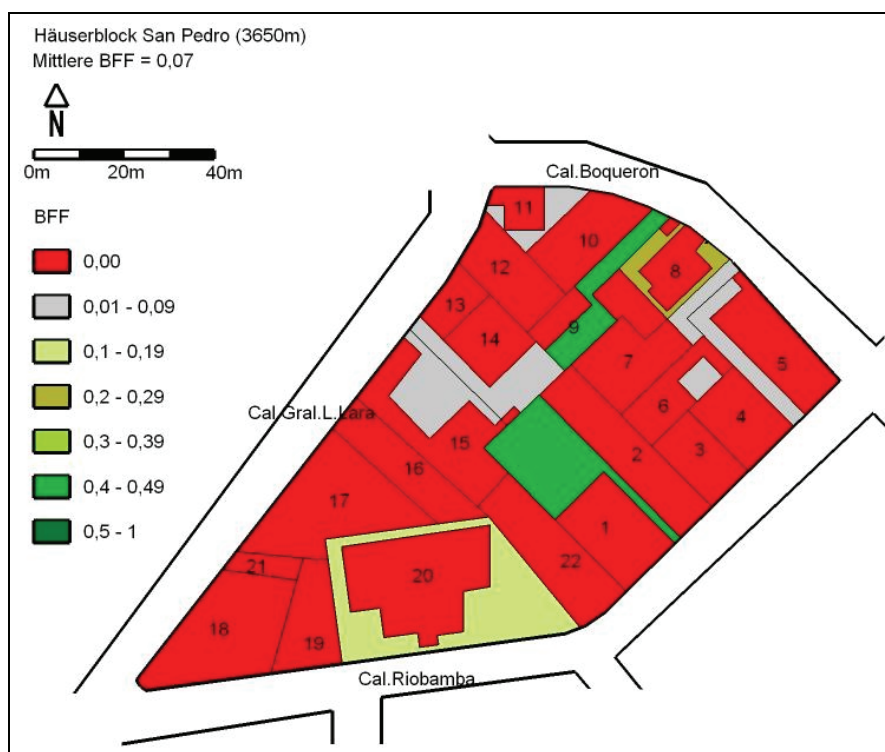 Häuserblock San Pedro (3650m)
Mittlere BFF = 0,07
N
0m 20m 40m
BFF
0,00
0,01 - 0,09
0,1 - 0,19
0,2 - 0,29
0,3 - 0,39
0,4 - 0,49
0,5 - 1
Cal.Boqueron
11
10
12
8
13
9
14
7
5
6
4
Cal.Gral.L.Lara
15
2
3
16
17
1
20
22
21
18
19
Cal.Riobamba